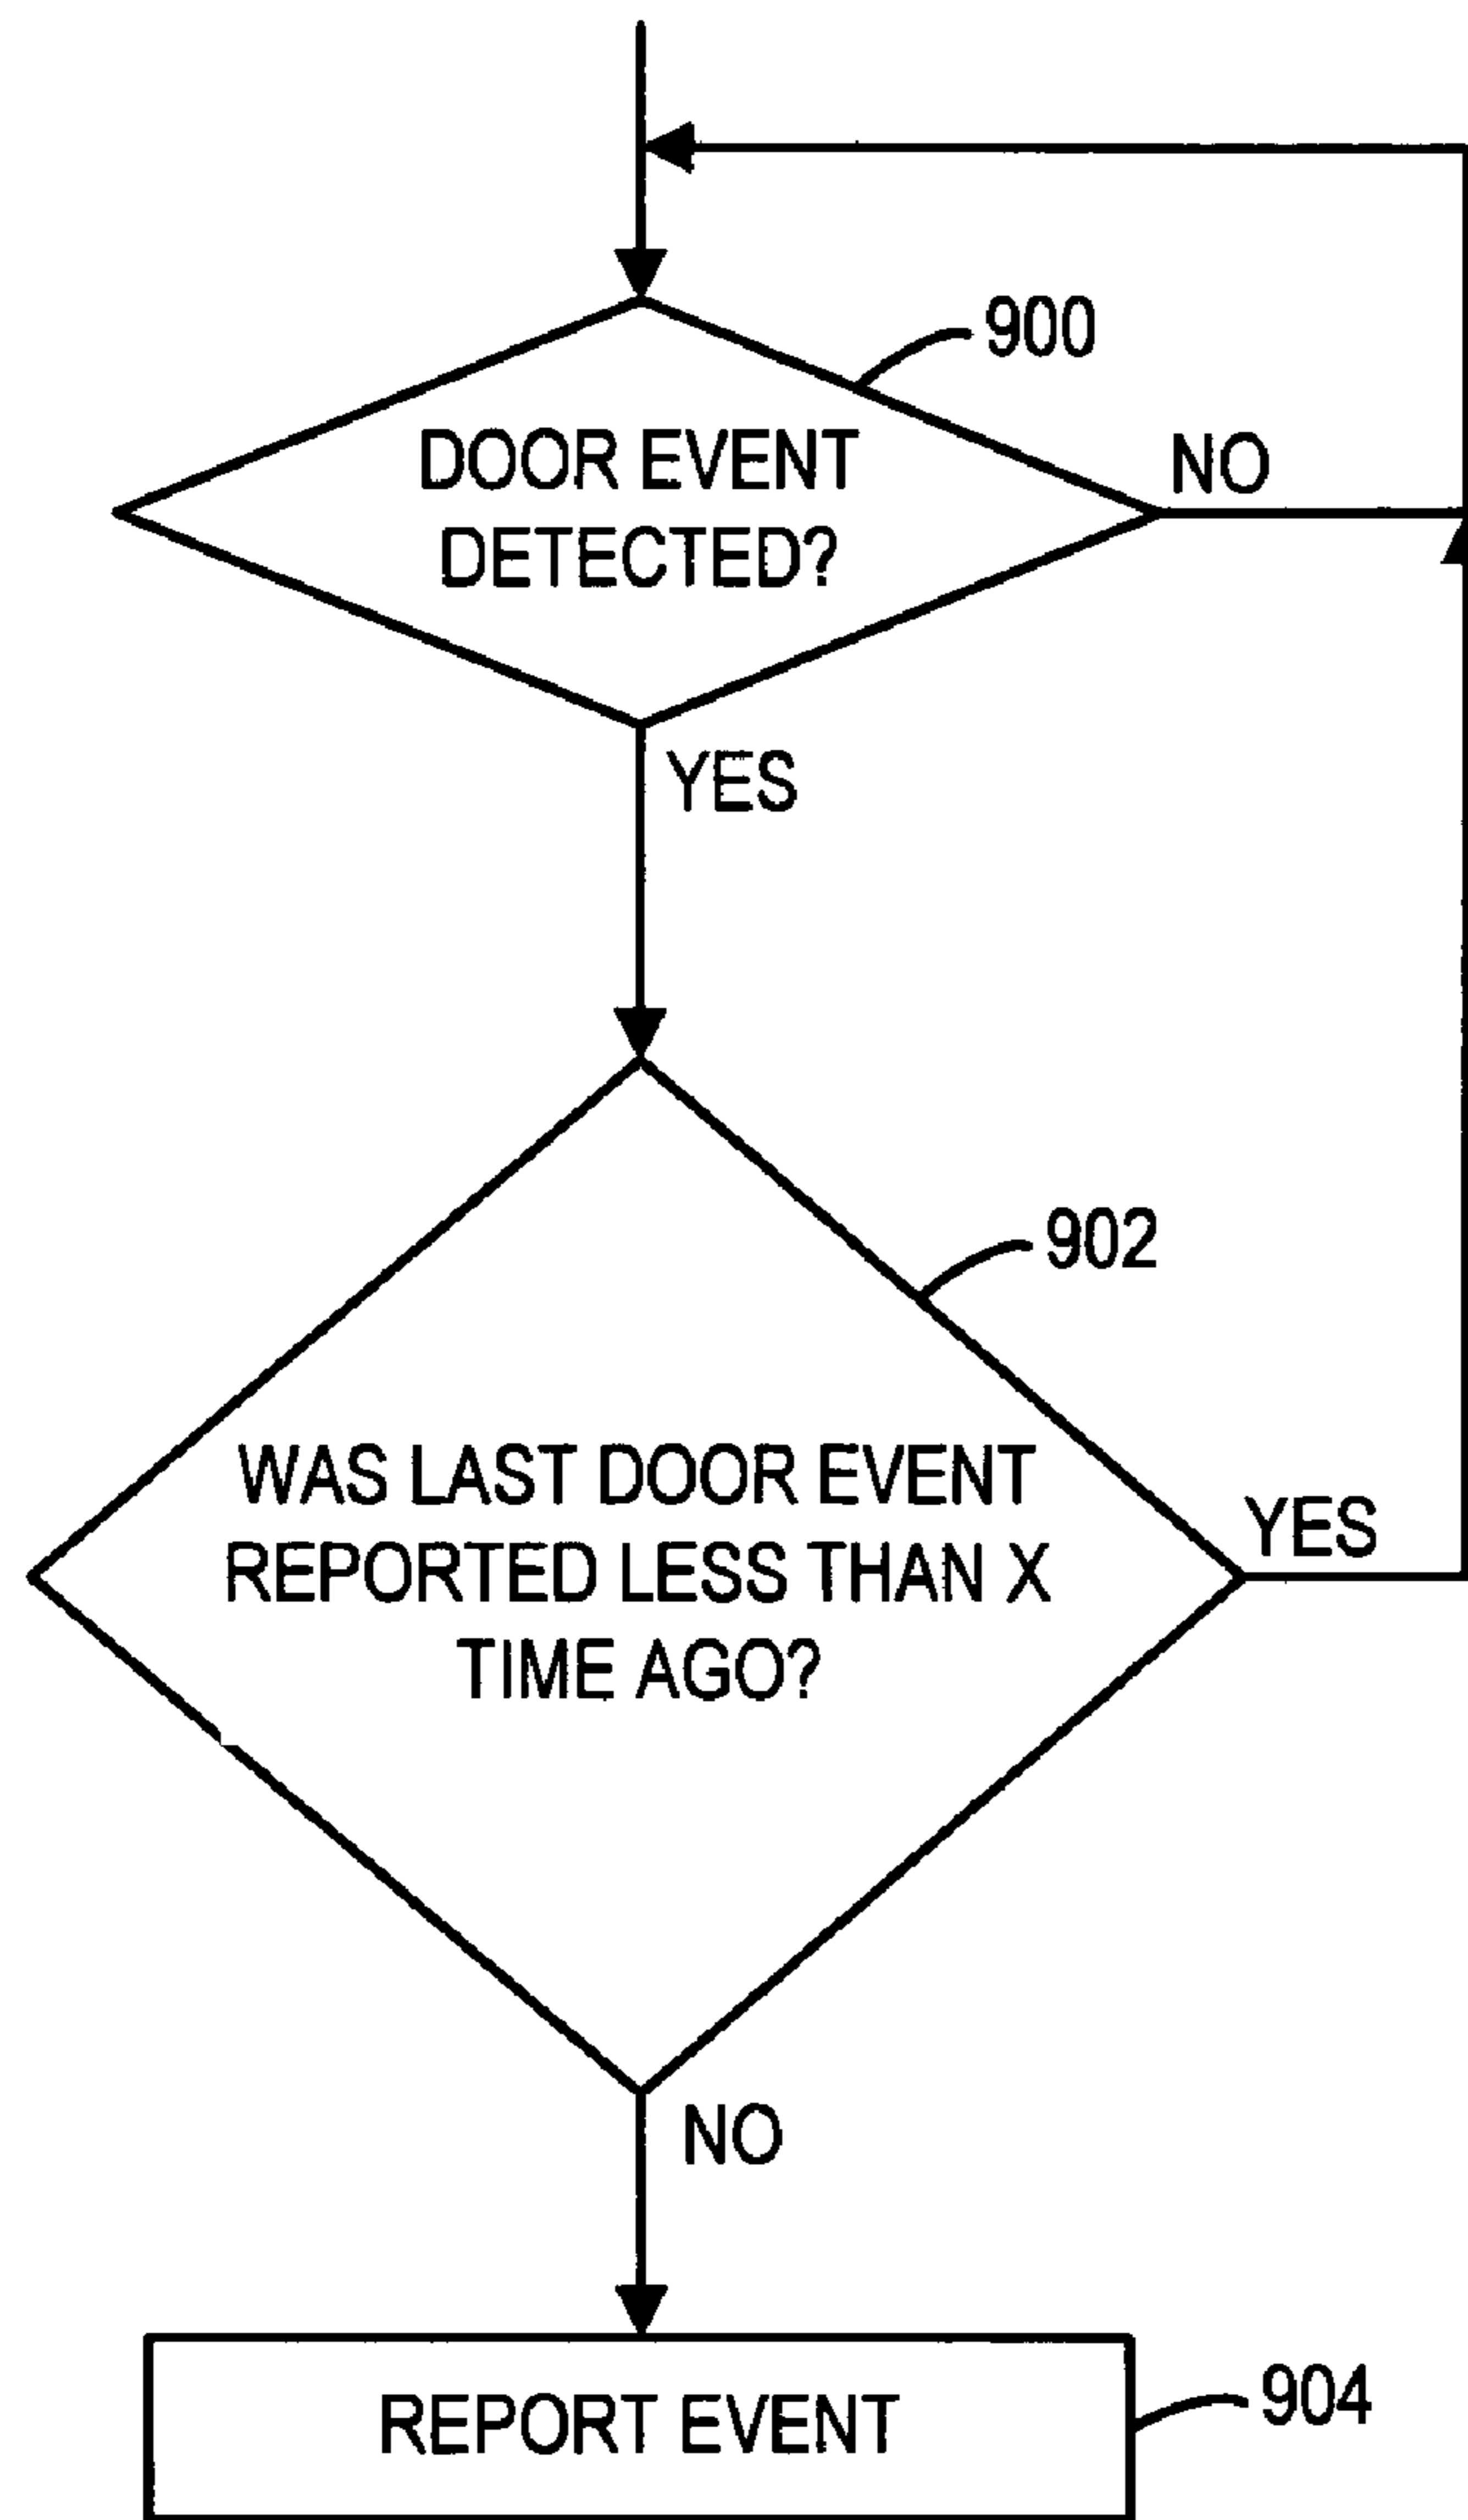 900
DOOR EVENT
DETECTED?
NO
YES
902
WAS LAST DOOR EVENT
REPORTED LESS THAN X
TIME AGO?
YES
NO
REPORT EVENT
904